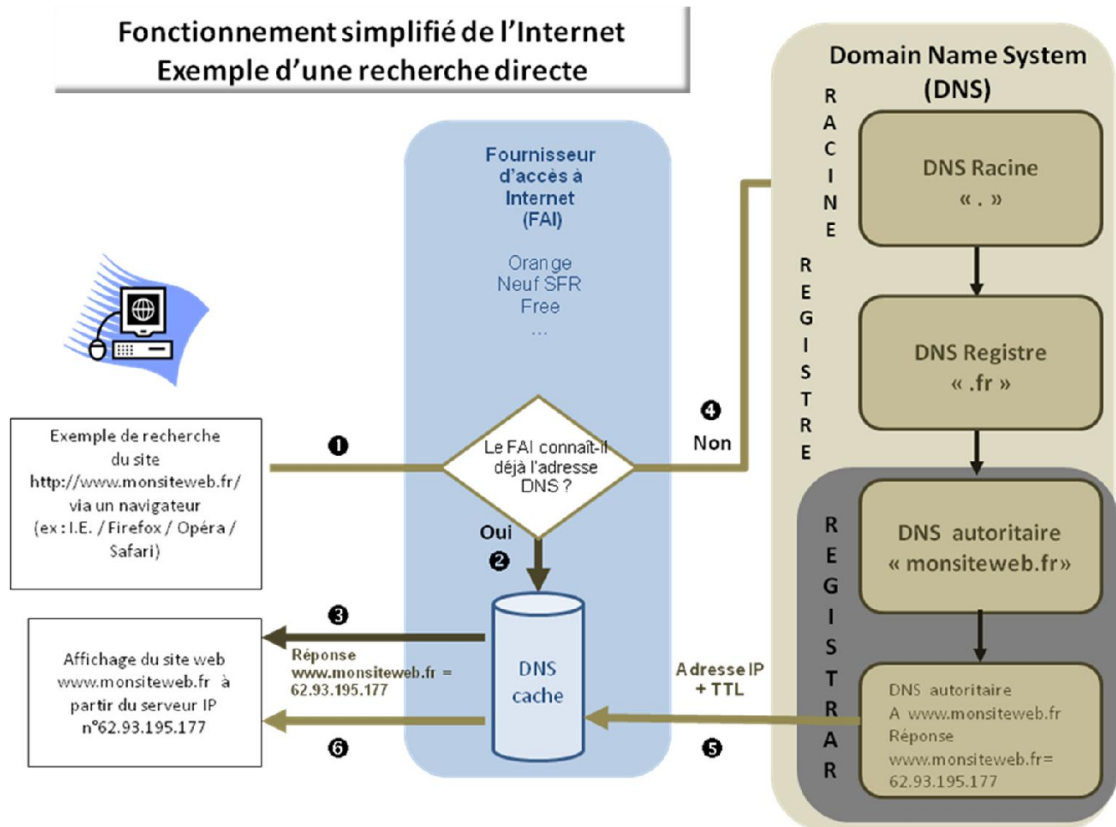 Fonctionnement simplifié de l'Internet
Exemple d'une recherche directe
Domain Name System
(DNS)
RACINE
DNS Racine
« . »
REGISTRE
DNS Registre
« .fr »
REGISTRAR
DNS autoritaire
« monsiteweb.fr»
DNS autoritaire
A www.monsiteweb.fr
Réponse
www.monsiteweb.fr=
62.93.195.177
Fournisseur
d'accès à
Internet
(FAI)
Orange
Neuf SFR
Free
...
Exemple de recherche
du site
http://www.monsiteweb.fr/
via un navigateur
(ex : I.E. / Firefox / Opéra /
Safari)
❶
Le FAI connaît-il
déjà l'adresse
DNS ?
❹
Non
Oui
❷
DNS
cache
❸
Réponse
www.monsiteweb.fr =
62.93.195.177
❻
Adresse IP
+ TTL
❺
Affichage du site web
www.monsiteweb.fr à
partir du serveur IP
n°62.93.195.177